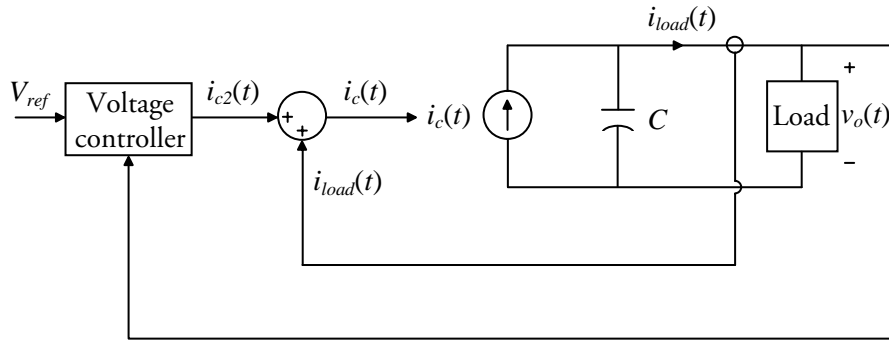 i_load(t)
V_ref
Voltage
controller
i_c2(t)
+
+
i_c(t)
i_c(t)
C
Load
+
v_o(t)
−
i_load(t)